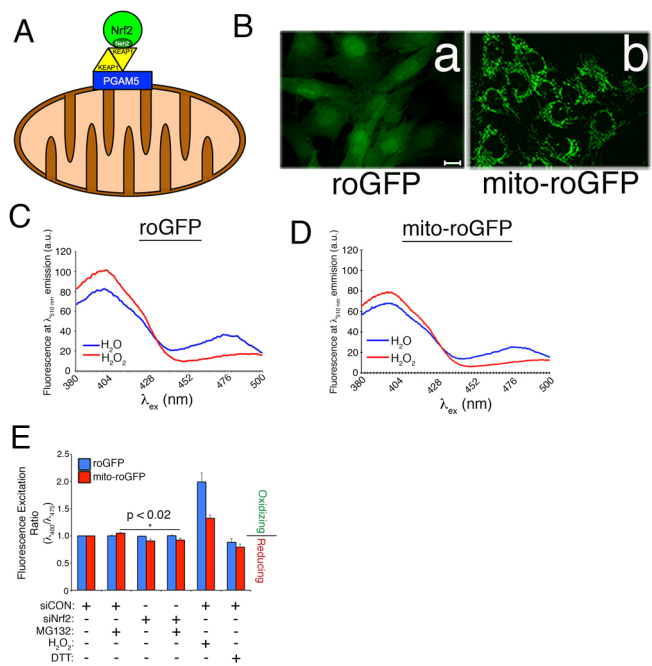 A
Nrf2
Neh2
KEAP1
KEAP1
PGAM5
B
a
b
roGFP
mito-roGFP
C
roGFP
Fluorescence at λ510 nm emission (a.u.)
120
100
80
60
40
20
0
H2O
H2O2
380
404
428
452
476
500
λex (nm)
D
mito-roGFP
Fluorescence at λ510 nm emmision (a.u.)
120
100
80
60
40
20
0
H2O
H2O2
380
404
428
452
476
500
λex (nm)
E
Fluorescence Excitation
Ratio
(λ400/λ475)
2.5
2.0
1.5
1.0
0.5
0
roGFP
mito-roGFP
p < 0.02
*
Oxidizing
Reducing
siCON: + + - - + +
siNrf2: - - + + - -
MG132: - + - + - -
H2O2: - - - - + -
DTT: - - - - - +